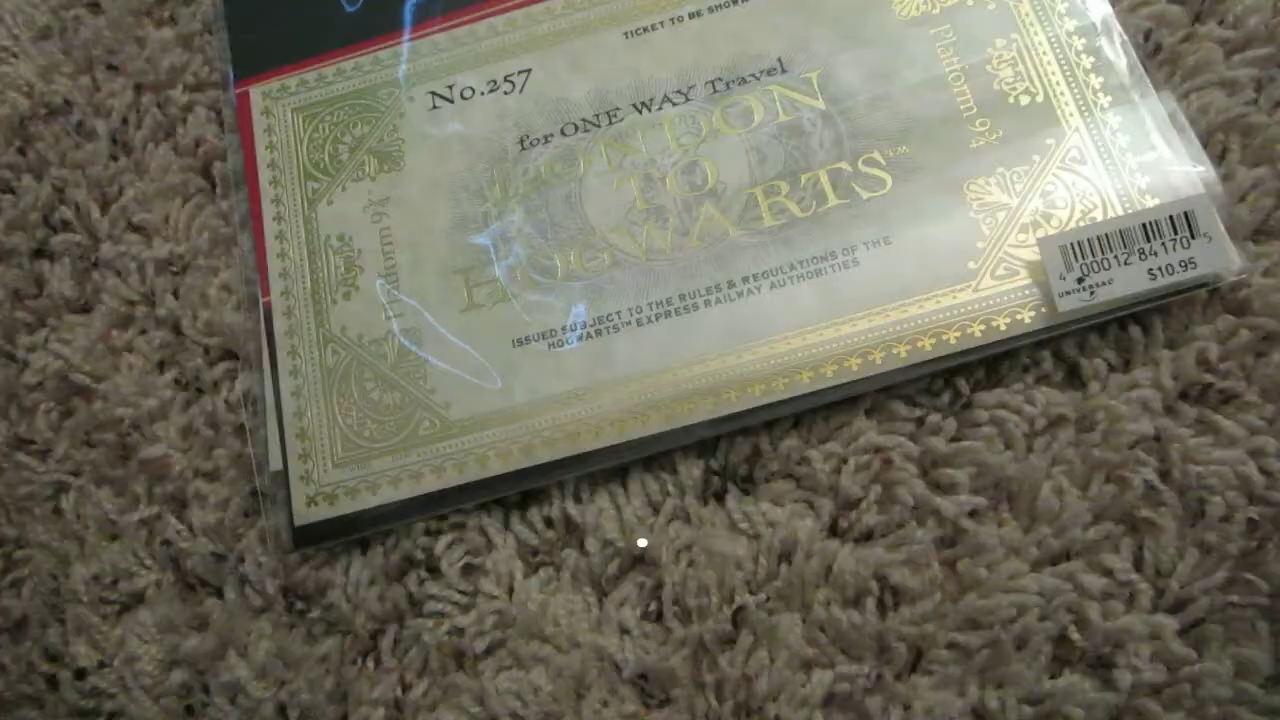 TICKET TO BE SHOWN
No.257
for ONE WAY Travel
LONDON
TO
HOGWARTS™
ISSUED SUBJECT TO THE RULES & REGULATIONS OF THE
HOGWARTS™ EXPRESS RAILWAY AUTHORITIES
Platform 9¾
Platform 9¾
4 00012 84170 5
UNIVERSAL
$10.95